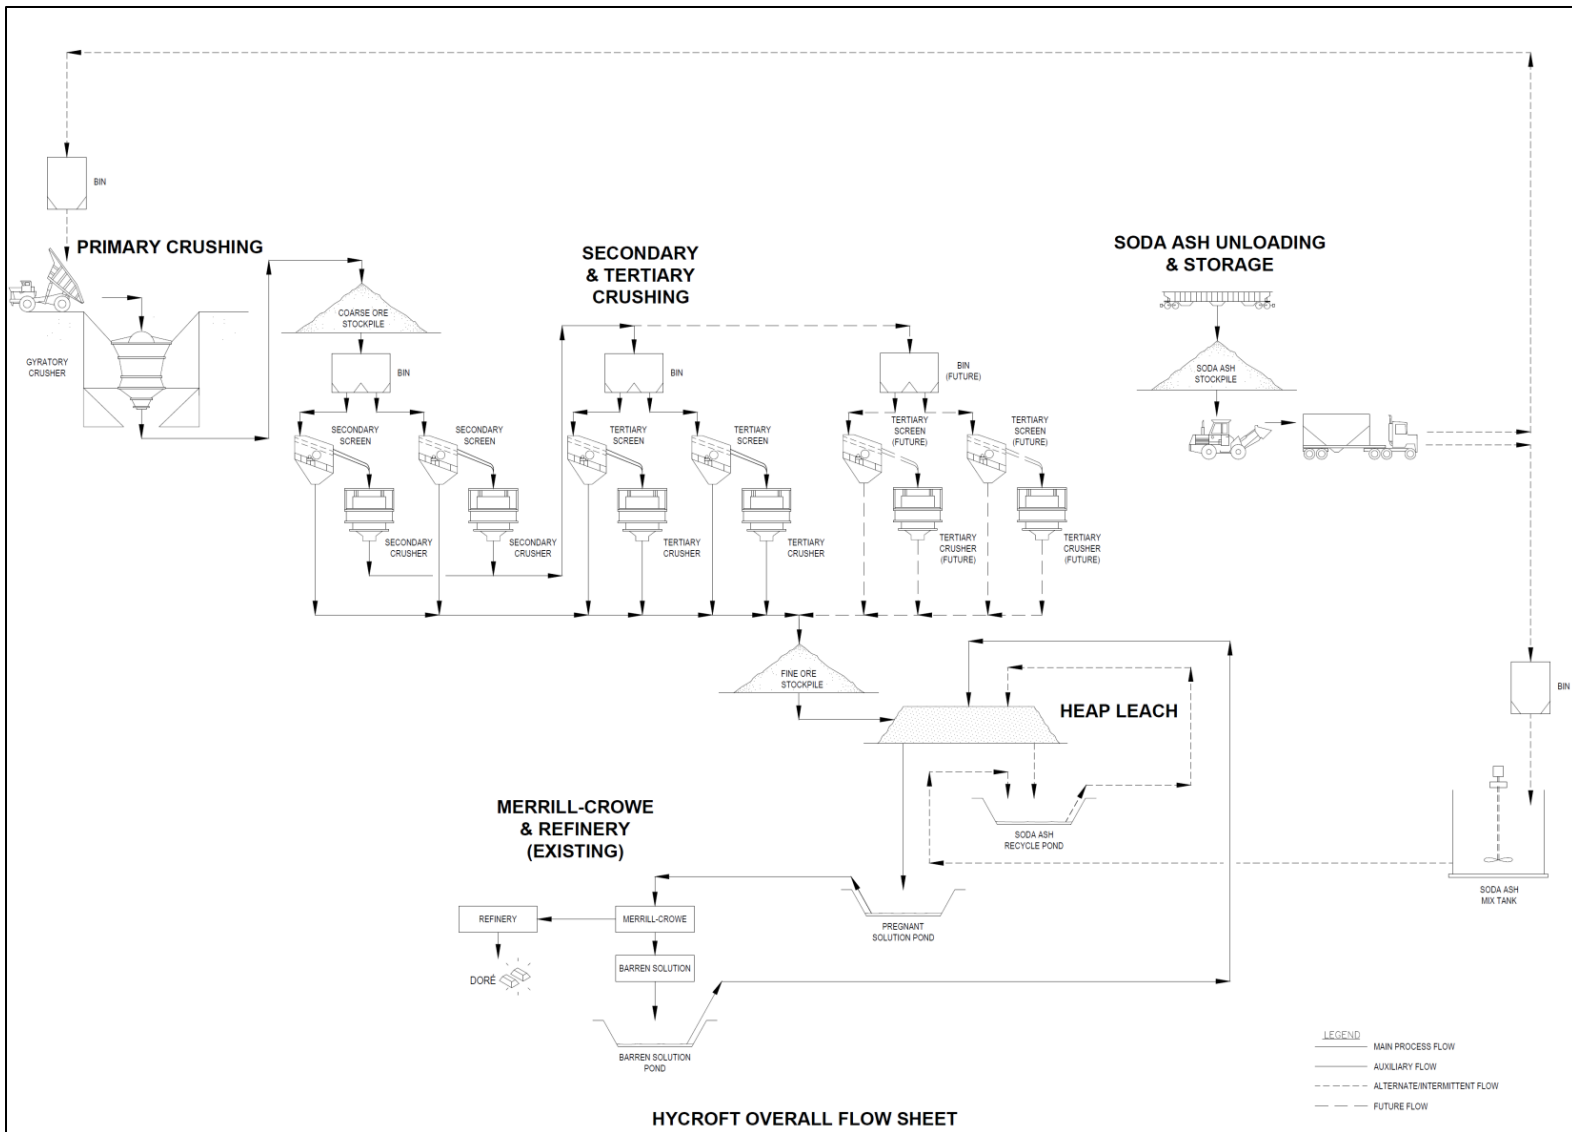 BIN
PRIMARY CRUSHING
GYRATORY
CRUSHER
COARSE ORE
STOCKPILE
BIN
SECONDARY
SCREEN
SECONDARY
SCREEN
SECONDARY
CRUSHER
SECONDARY
CRUSHER
SECONDARY
& TERTIARY
CRUSHING
BIN
TERTIARY
SCREEN
TERTIARY
SCREEN
TERTIARY
CRUSHER
TERTIARY
CRUSHER
BIN
(FUTURE)
TERTIARY
SCREEN
(FUTURE)
TERTIARY
SCREEN
(FUTURE)
TERTIARY
CRUSHER
(FUTURE)
TERTIARY
CRUSHER
(FUTURE)
SODA ASH UNLOADING
& STORAGE
SODA ASH
STOCKPILE
FINE ORE
STOCKPILE
HEAP LEACH
BIN
SODA ASH
RECYCLE POND
SODA ASH
MIX TANK
MERRILL-CROWE
& REFINERY
(EXISTING)
REFINERY
MERRILL-CROWE
PREGNANT
SOLUTION POND
DORÉ
BARREN SOLUTION
BARREN SOLUTION
POND
LEGEND
MAIN PROCESS FLOW
AUXILIARY FLOW
ALTERNATE/INTERMITTENT FLOW
FUTURE FLOW
HYCROFT OVERALL FLOW SHEET